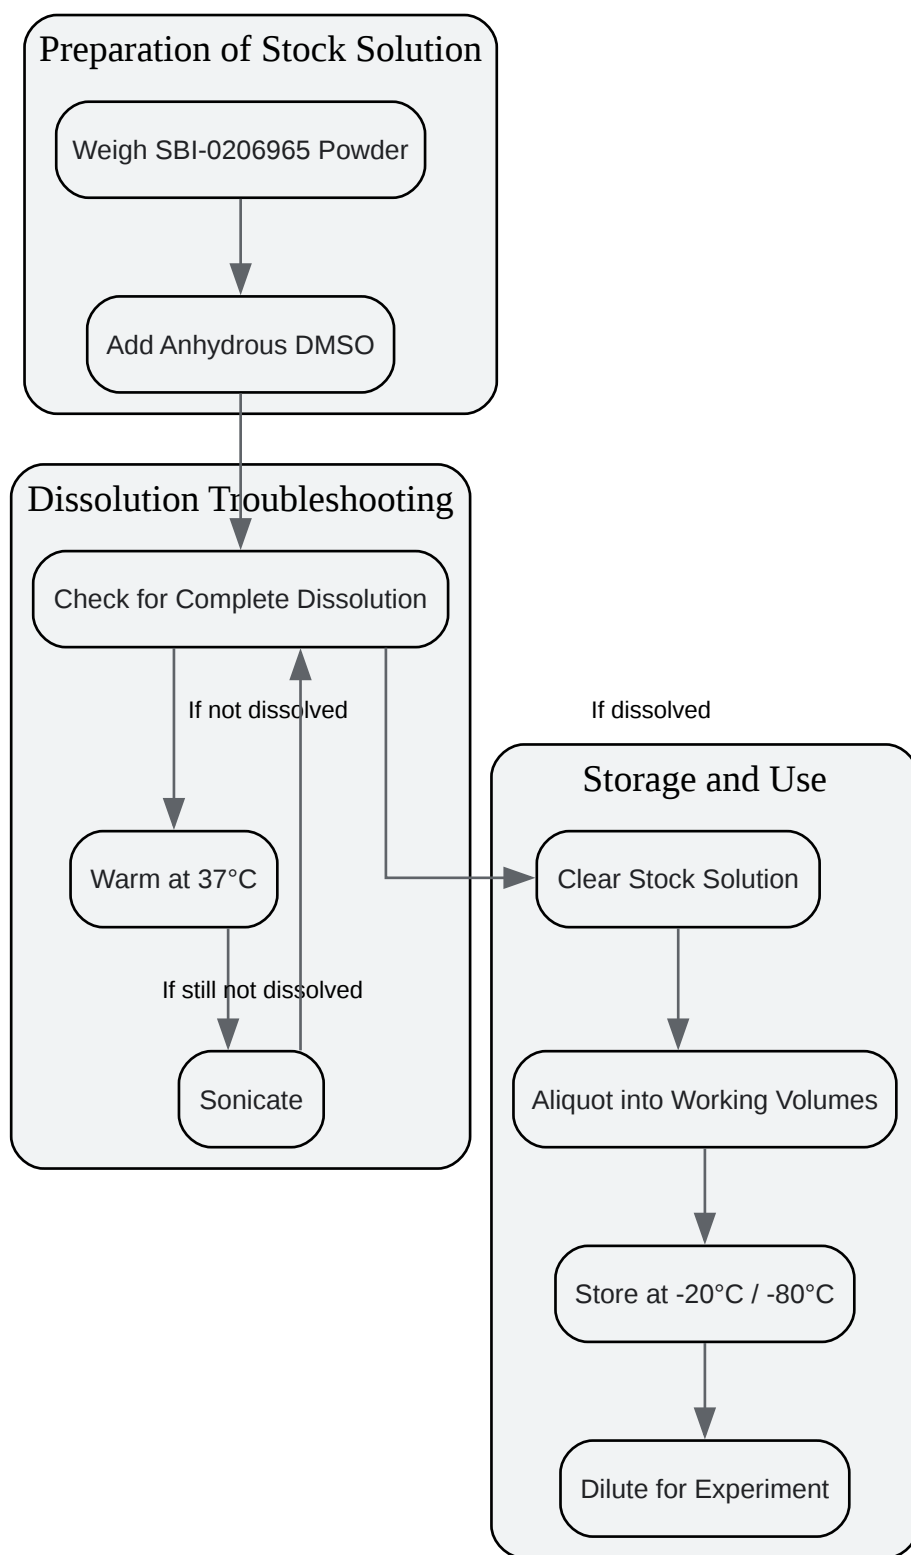 Preparation of Stock Solution
Weigh SBI-0206965 Powder
Add Anhydrous DMSO
Dissolution Troubleshooting
Check for Complete Dissolution
If not dissolved
If dissolved
Storage and Use
Warm at 37°C
Clear Stock Solution
If still not dissolved
Sonicate
Aliquot into Working Volumes
Store at -20°C / -80°C
Dilute for Experiment